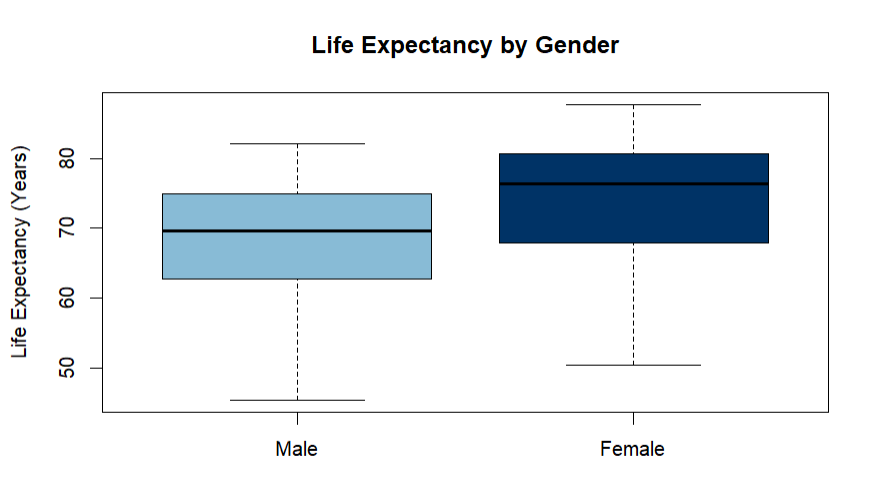 Life Expectancy by Gender
Life Expectancy (Years)
80
70
60
50
Male
Female